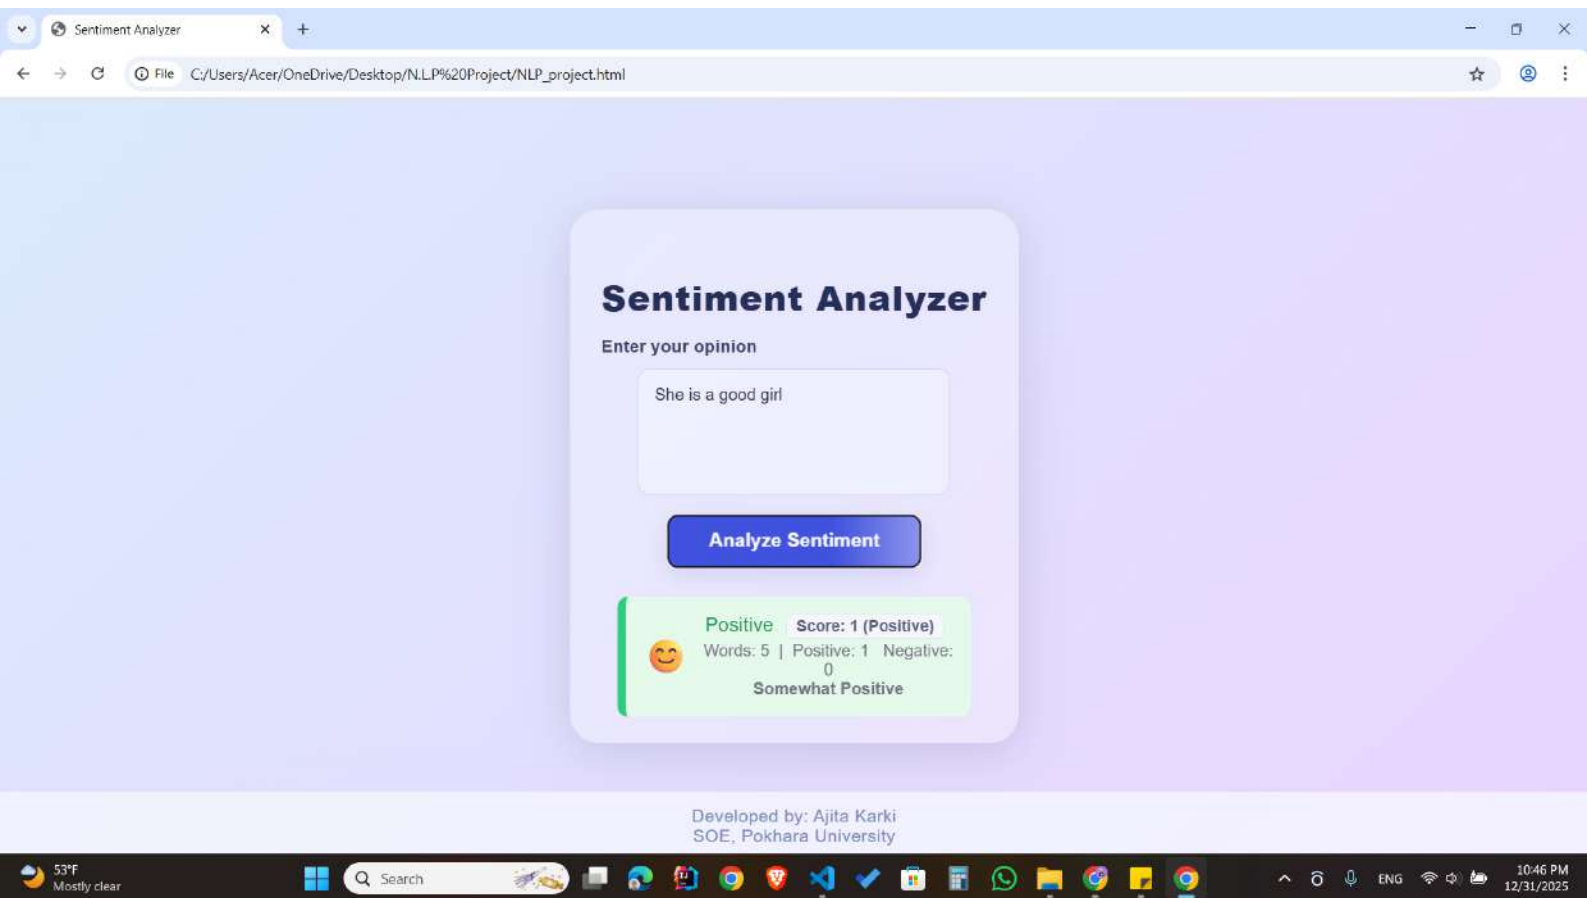 Sentiment Analyzer
File C:/Users/Acer/OneDrive/Desktop/N.L.P%20Project/NLP_project.html
Sentiment Analyzer
Enter your opinion
She is a good girl
Analyze Sentiment
Positive Score: 1 (Positive)
Words: 5 | Positive: 1 Negative:
0
Somewhat Positive
Developed by: Ajita Karki
SOE, Pokhara University
53°F
Mostly clear
Search
ENG
10:46 PM
12/31/2025